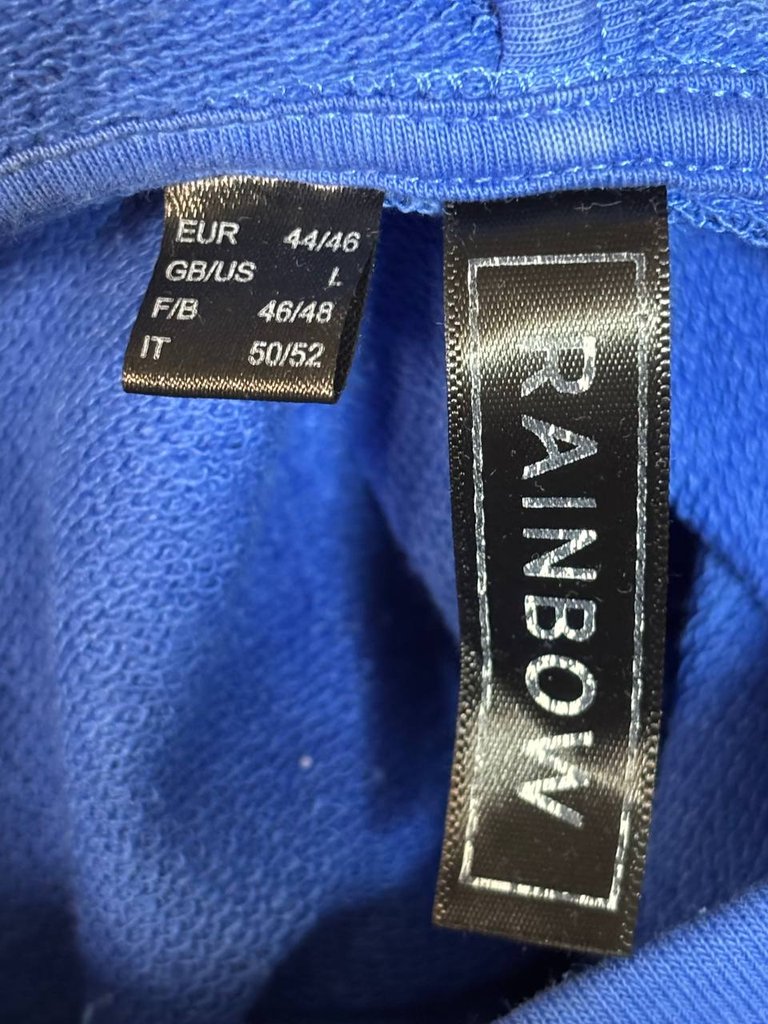 EUR 44/46
GB/US L
F/B 46/48
IT 50/52
RAINBOW